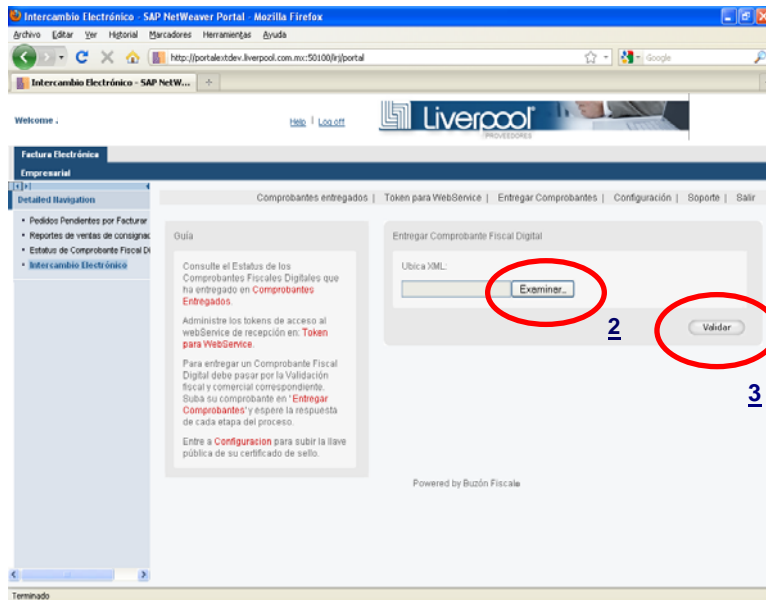 Intercambio Electrónico - SAP NetWeaver Portal - Mozilla Firefox
Archivo Editar Ver Historial Marcadores Herramientas Ayuda
http://portalextdev.liverpool.com.mx:50100/irj/portal
Google
Intercambio Electrónico - SAP NetW...
Welcome .
Help | Log off
Liverpool
PROVEEDORES
Factura Electrónica
Empresarial
Detailed Navigation
Comprobantes entregados | Token para WebService | Entregar Comprobantes | Configuración | Soporte | Salir
• Pedidos Pendientes por Facturar
• Reportes de ventas de consignac
• Estatus de Comprobante Fiscal Di
• Intercambio Electrónico
Guía
Consulte el Estatus de los
Comprobantes Fiscales Digitales que
ha entregado en Comprobantes
Entregados.
Administre los tokens de acceso al
webService de recepción en: Token
para WebService.
Para entregar un Comprobante Fiscal
Digital debe pasar por la Validación
fiscal y comercial correspondiente.
Suba su comprobante en 'Entregar
Comprobantes' y espere la respuesta
de cada etapa del proceso.
Entre a Configuracion para subir la llave
pública de su certificado de sello.
Entregar Comprobante Fiscal Digital
Ubica XML:
Examinar...
2
Validar
3
Powered by Buzón Fiscal®
Terminado